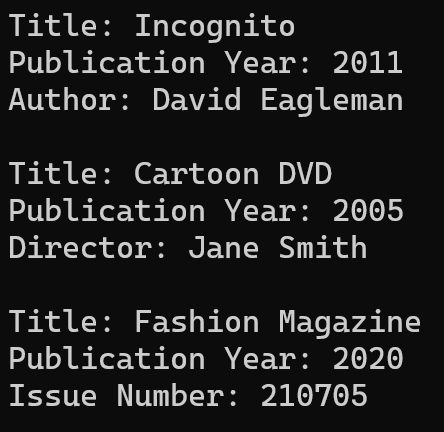 Title: Incognito
Publication Year: 2011
Author: David Eagleman

Title: Cartoon DVD
Publication Year: 2005
Director: Jane Smith

Title: Fashion Magazine
Publication Year: 2020
Issue Number: 210705